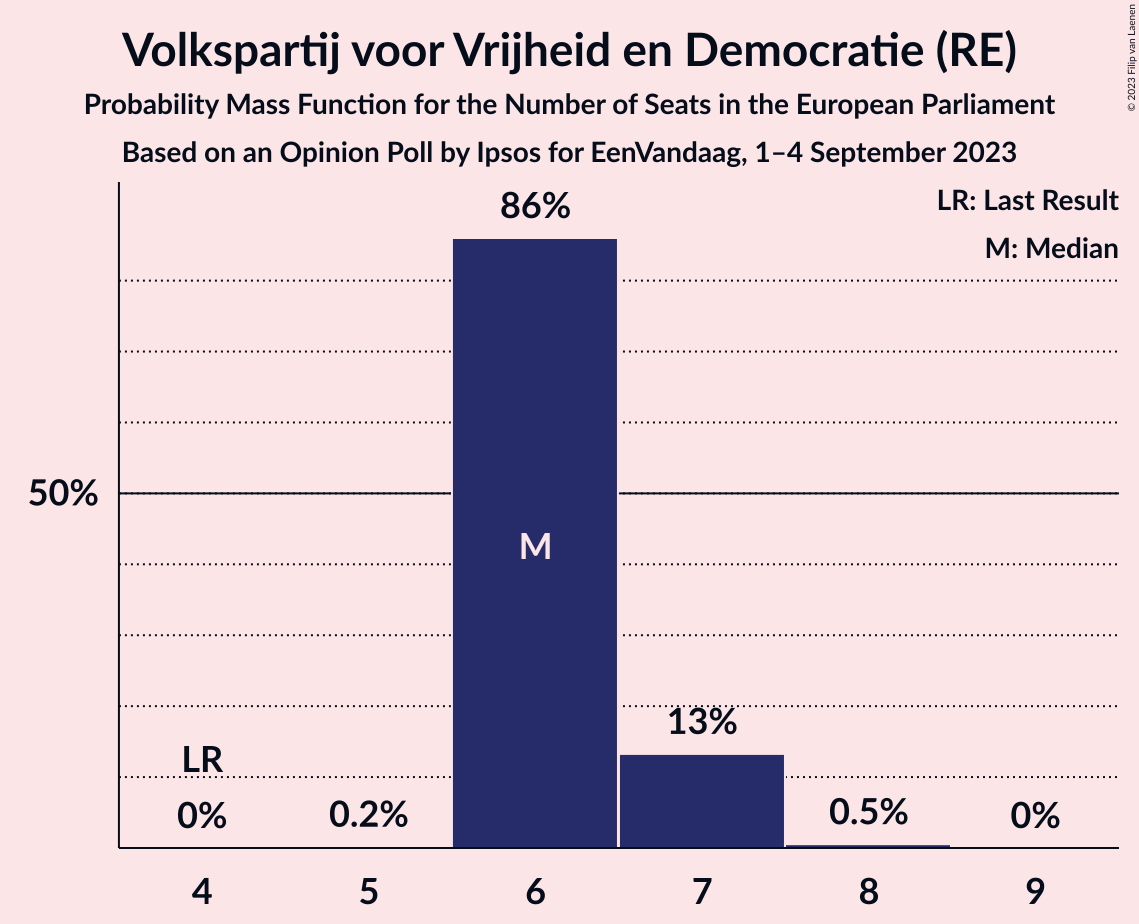 Volkspartij voor Vrijheid en Democratie (RE)
Probability Mass Function for the Number of Seats in the European Parliament
Based on an Opinion Poll by Ipsos for EenVandaag, 1–4 September 2023
© 2023 Filip van Laenen
LR: Last Result
M: Median
86%
50%
M
13%
LR
0%
0.2%
0.5%
0%
4
5
6
7
8
9